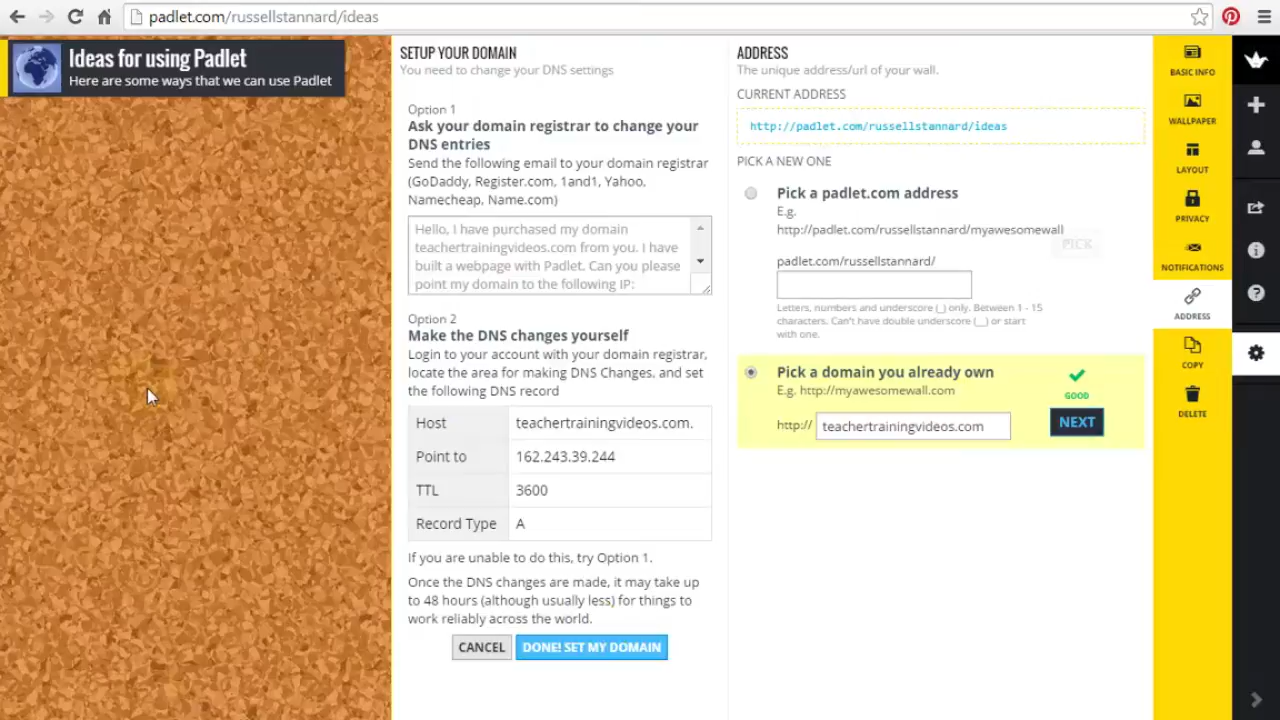 padlet.com/russellstannard/ideas
Ideas for using Padlet
Here are some ways that we can use Padlet
SETUP YOUR DOMAIN
You need to change your DNS settings
Option 1
Ask your domain registrar to change your
DNS entries
Send the following email to your domain registrar
(GoDaddy, Register.com, 1and1, Yahoo,
Namecheap, Name.com)
Hello, I have purchased my domain
teachertrainingvideos.com from you. I have
built a webpage with Padlet. Can you please
point my domain to the following IP:
Option 2
Make the DNS changes yourself
Login to your account with your domain registrar,
locate the area for making DNS Changes, and set
the following DNS record
Host teachertrainingvideos.com.
Point to 162.243.39.244
TTL 3600
Record Type A
If you are unable to do this, try Option 1.
Once the DNS changes are made, it may take up
to 48 hours (although usually less) for things to
work reliably across the world.
CANCEL
DONE! SET MY DOMAIN
ADDRESS
The unique address/url of your wall.
CURRENT ADDRESS
http://padlet.com/russellstannard/ideas
PICK A NEW ONE
Pick a padlet.com address
E.g.
http://padlet.com/russellstannard/myawesomewall
PICK
padlet.com/russellstannard/
Letters, numbers and underscore (_) only. Between 1 - 15
characters. Can't have double underscore (__) or start
with one.
Pick a domain you already own
E.g. http://myawesomewall.com
GOOD
http:// teachertrainingvideos.com
NEXT
BASIC INFO
WALLPAPER
LAYOUT
PRIVACY
NOTIFICATIONS
ADDRESS
COPY
DELETE